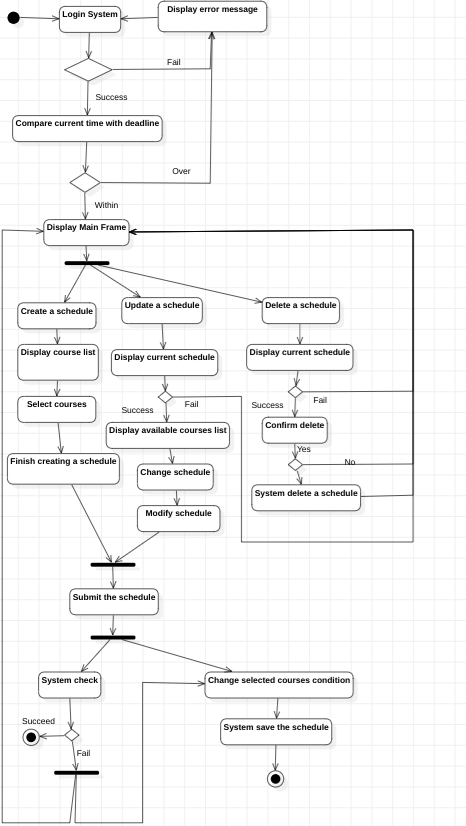 Login System
Display error message
Fail
Success
Compare current time with deadline
Over
Within
Display Main Frame
Create a schedule
Update a schedule
Delete a schedule
Display course list
Display current schedule
Display current schedule
Select courses
Success
Fail
Success
Fail
Display available courses list
Confirm delete
Yes
No
Finish creating a schedule
Change schedule
System delete a schedule
Modify schedule
Submit the schedule
System check
Change selected courses condition
Succeed
System save the schedule
Fail